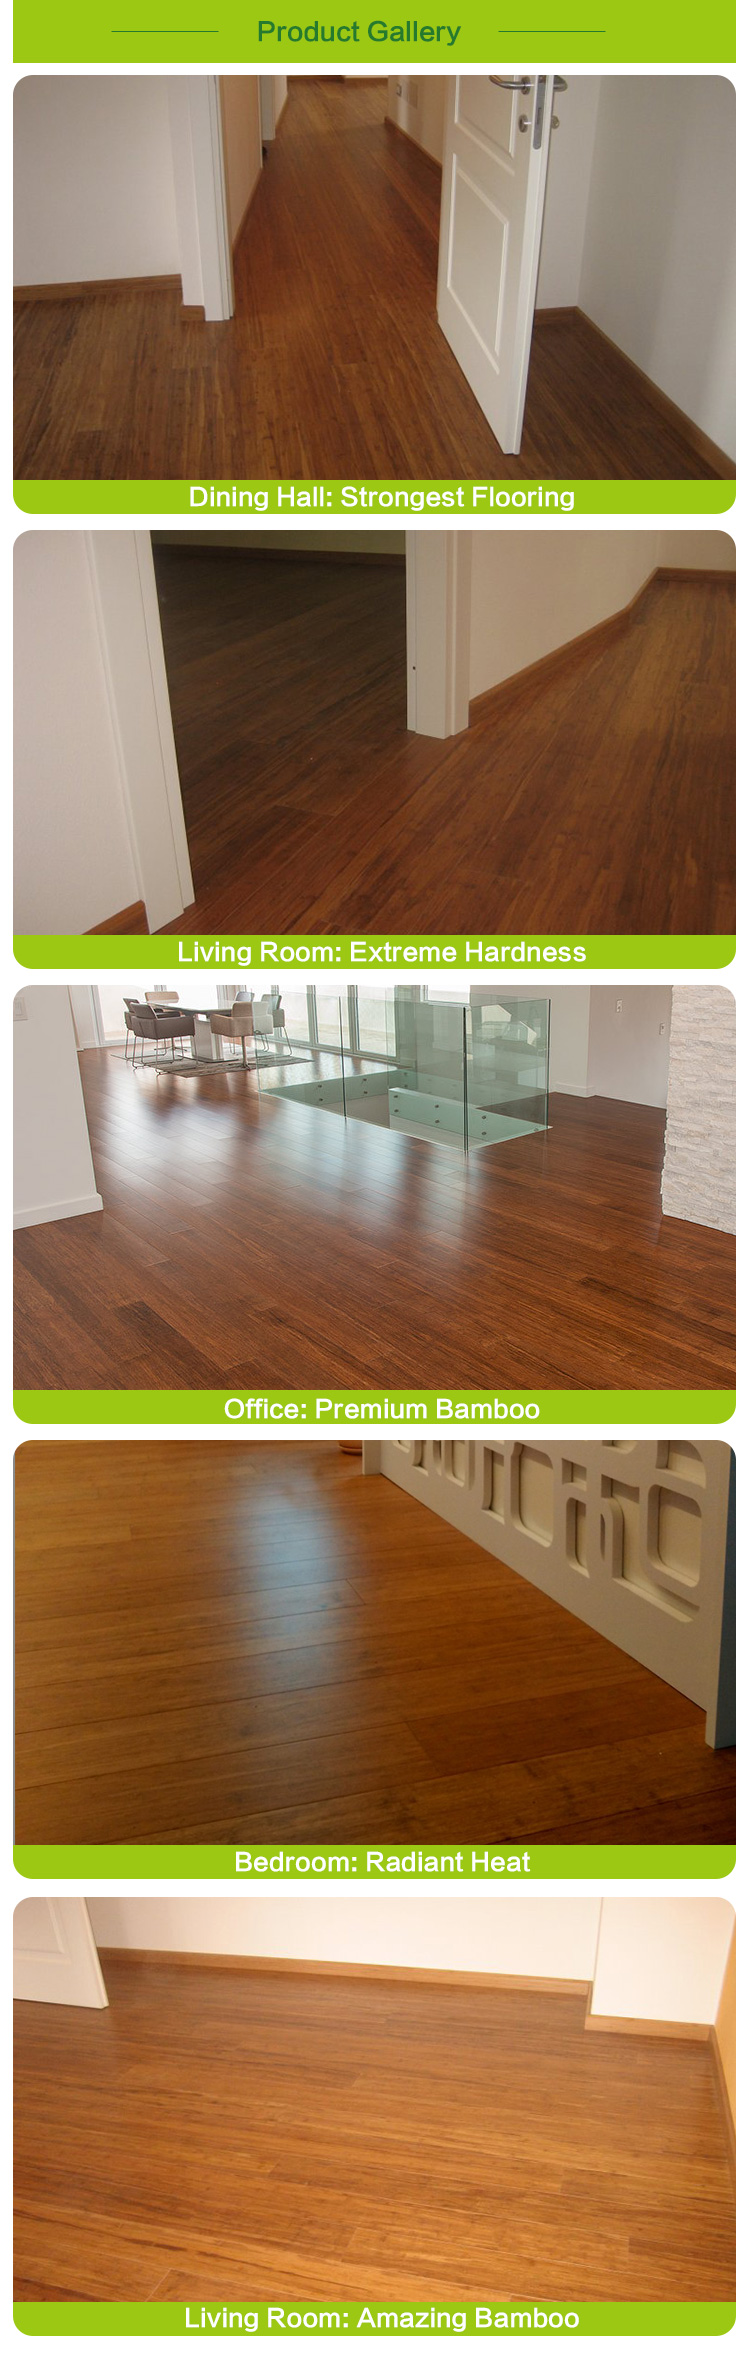 Product Gallery
Dining Hall: Strongest Flooring
Living Room: Extreme Hardness
Office: Premium Bamboo
Bedroom: Radiant Heat
Living Room: Amazing Bamboo